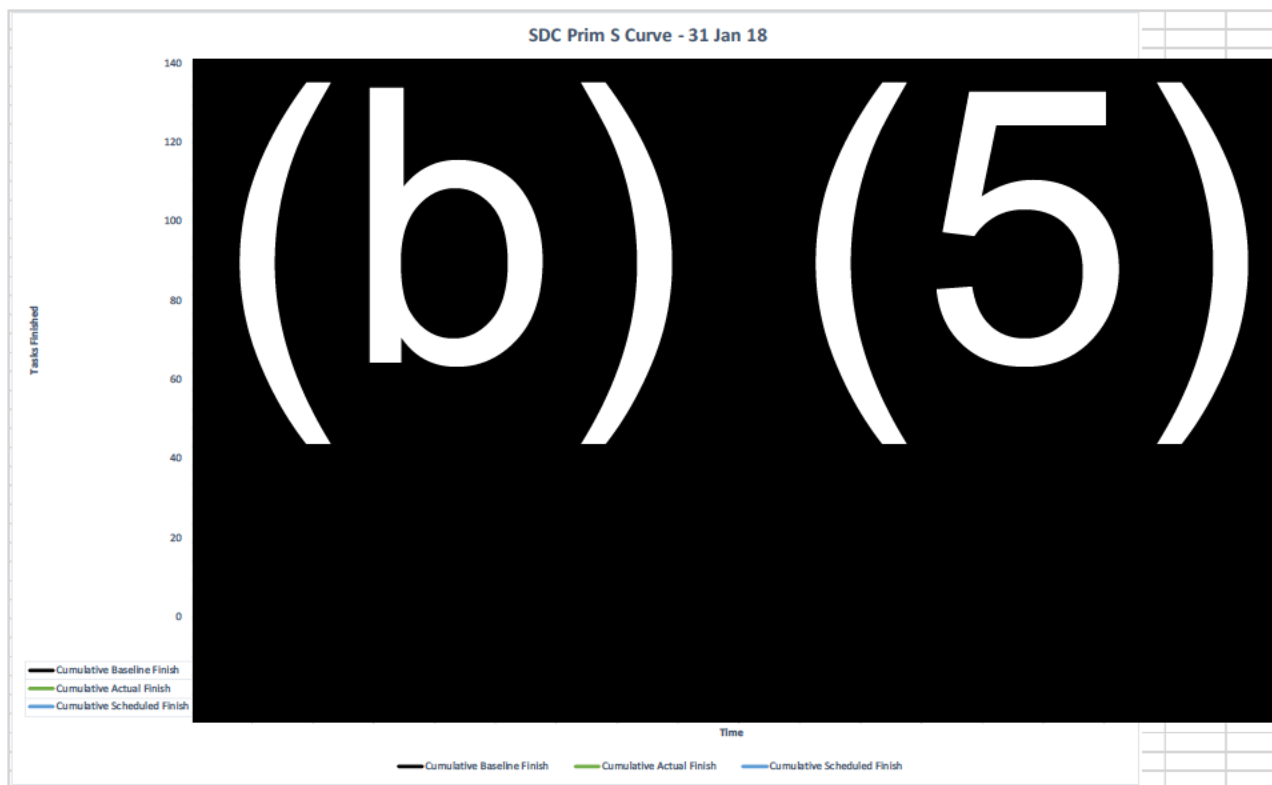 SDC Prim S Curve - 31 Jan 18
140
120
100
80
60
40
20
0
Tasks Finished
(b) (5)
Cumulative Baseline Finish
Cumulative Actual Finish
Cumulative Scheduled Finish
Time
Cumulative Baseline Finish Cumulative Actual Finish Cumulative Scheduled Finish